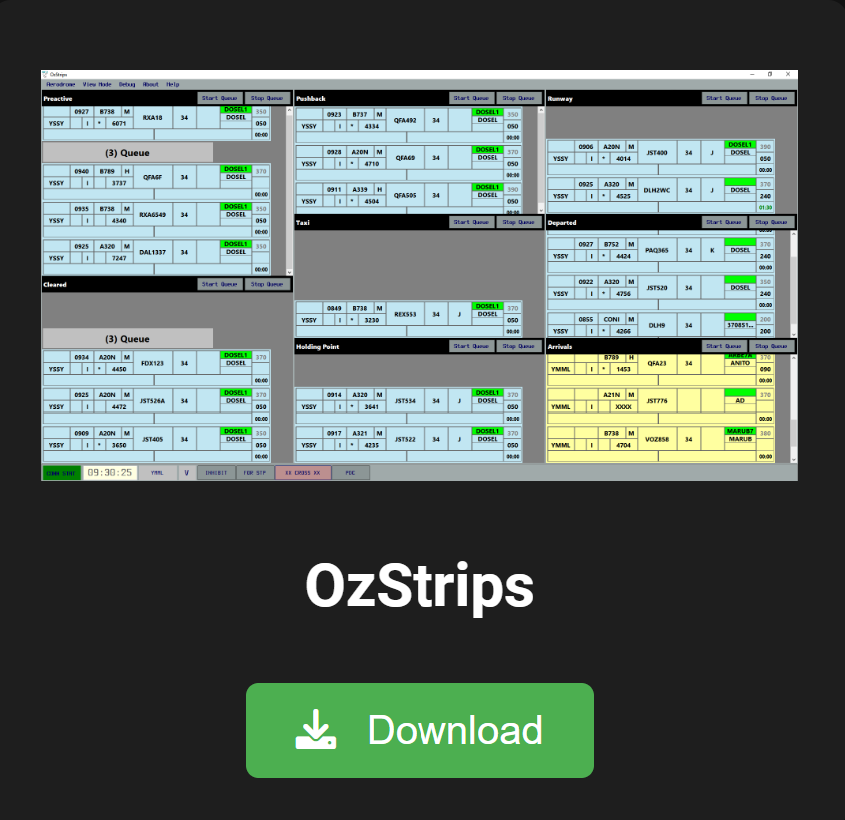 OzStrips
Aerodrome View Mode Debug About Help
Preactive Start Queue Stop Queue
0927 B738 M RXA18 34 DOSEL1 350
YSSY I * 6071 DOSEL 050
00:00
(3) Queue
0940 B789 H QFA6F 34 DOSEL1 370
YSSY I 3737 DOSEL
00:00
0935 B738 M RXA6549 34 DOSEL1 350
YSSY I 4340 DOSEL 050
00:00
0925 A320 M DAL1337 34 DOSEL1 350
YSSY I 7247 DOSEL
00:00
Cleared Start Queue Stop Queue
(3) Queue
0934 A20N M FDX123 34 DOSEL1 370
YSSY I * 4450 DOSEL
00:00
0925 A20N M JST526A 34 DOSEL1 370
YSSY I * 4472 DOSEL 050
00:00
0909 A20N M JST405 34 DOSEL1 350
YSSY I * 3650 DOSEL 050
00:00
Pushback Start Queue Stop Queue
0923 B737 M QFA492 34 DOSEL1 350
YSSY I * 4334 DOSEL 050
00:00
0928 A20N M QFA69 34 DOSEL1 370
YSSY I * 4710 DOSEL 050
00:00
0911 A339 H QFA505 34 DOSEL1 390
YSSY I * 4504 DOSEL 050
00:00
Taxi Start Queue Stop Queue
0849 B738 M REX553 34 J DOSEL1 370
YSSY I * 3230 DOSEL 050
00:00
Holding Point Start Queue Stop Queue
0914 A320 M JST534 34 J DOSEL1 370
YSSY I * 3641 DOSEL 050
00:00
0917 A321 M JST522 34 J DOSEL1 370
YSSY I * 4235 DOSEL 050
00:00
Runway Start Queue Stop Queue
0906 A20N M JST400 34 J DOSEL1 390
YSSY I * 4014 DOSEL 050
00:00
0925 A320 M DLH2WC 34 J 370
YSSY I * 4525 DOSEL 240
01:30
Departed Start Queue Stop Queue
00:00
0927 B752 M PAQ365 34 K 370
YSSY I * 4424 DOSEL 240
00:00
0922 A320 M JST520 34 350
YSSY I * 4756 DOSEL 240
00:00
0855 CONI M DLH9 34 200
YSSY I * 4266 3708S1... 200
Arrivals Start Queue Stop Queue
B789 H QFA23 34 370
YMML I * 1453 ANITO 090
00:00
A21N M JST776 370
YMML I XXXX AD
00:00
B738 M VOZ858 34 MARUB7 380
YMML I 4704 MARUB
00:00
CONN STAT 09:30:25 YMML V INHIBIT FOR STP XX CROSS XX PDC
OzStrips
Download